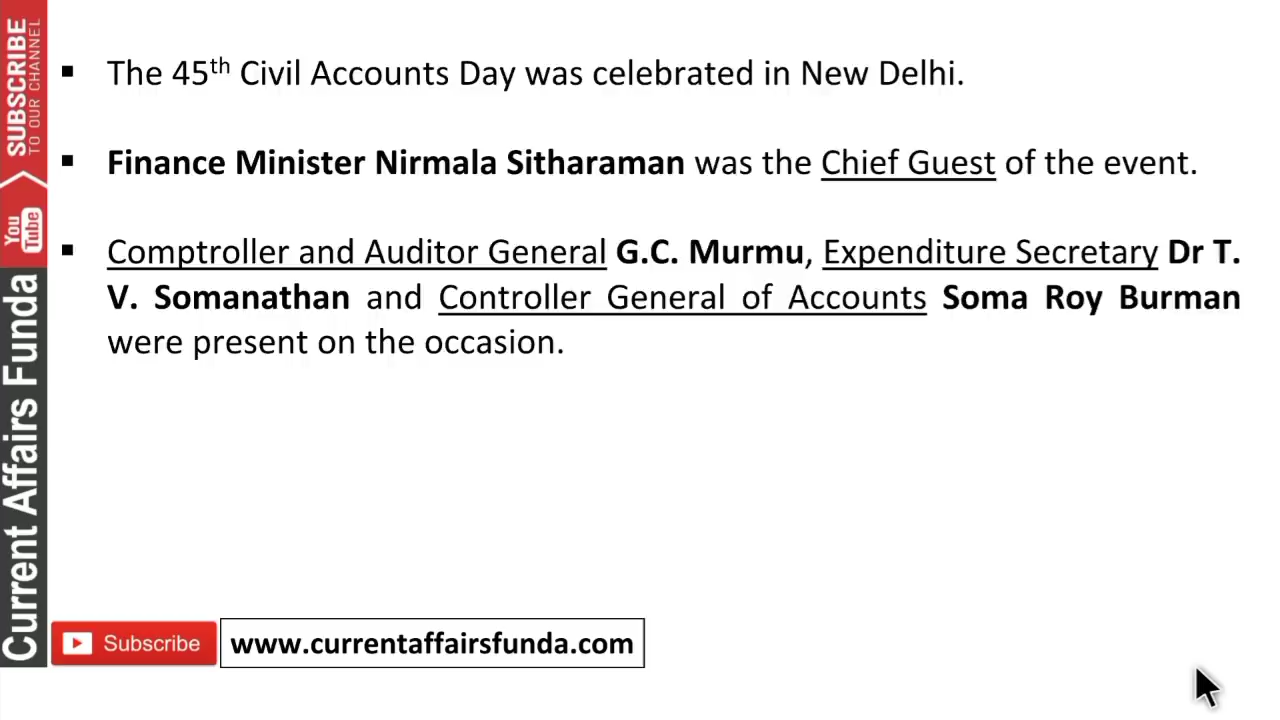 The 45th Civil Accounts Day was celebrated in New Delhi.
Finance Minister Nirmala Sitharaman was the Chief Guest of the event.
Comptroller and Auditor General G.C. Murmu, Expenditure Secretary Dr T.
V. Somanathan and Controller General of Accounts Soma Roy Burman
were present on the occasion.
SUBSCRIBE
TO OUR CHANNEL
You
Tube
Current Affairs Funda
Subscribe
www.currentaffairsfunda.com